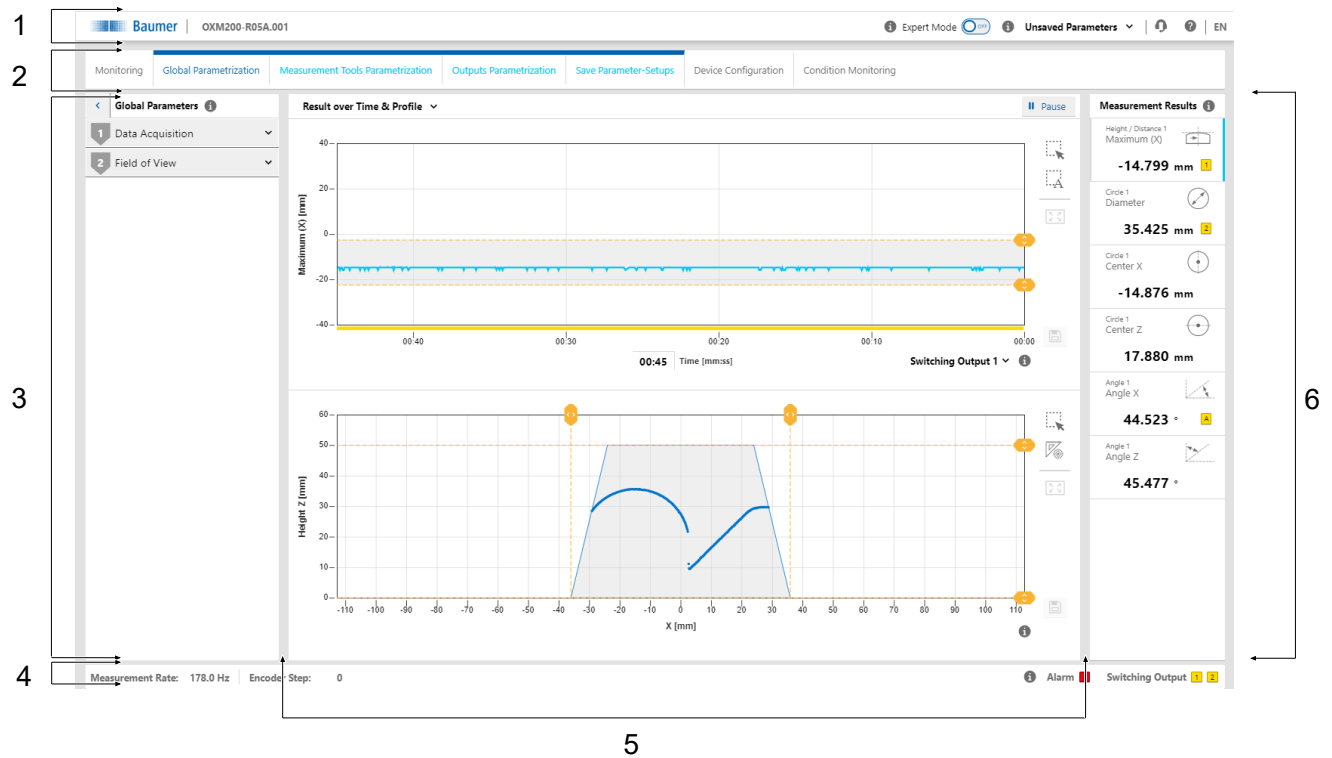 1
Baumer OXM200-R05A.001 Expert Mode OFF Unsaved Parameters EN
2
Monitoring Global Parametrization Measurement Tools Parametrization Outputs Parametrization Save Parameter-Setups Device Configuration Condition Monitoring
3
Global Parameters
1 Data Acquisition
2 Field of View
Result over Time & Profile Pause
Maximum (X) [mm]
40
20
0
-20
-40
00:40 00:30 00:20 00:10 00:00
00:45 Time [mm:ss] Switching Output 1
A
Height Z [mm]
60
50
40
30
20
10
0
-110 -100 -90 -80 -70 -60 -50 -40 -30 -20 -10 0 10 20 30 40 50 60 70 80 90 100 110
X [mm]
Measurement Results
Height / Distance 1
Maximum (X)
-14.799 mm 1
Circle 1
Diameter
35.425 mm 2
Circle 1
Center X
-14.876 mm
Circle 1
Center Z
17.880 mm
Angle 1
Angle X
44.523 ° A
Angle 1
Angle Z
45.477 °
6
4
Measurement Rate: 178.0 Hz Encoder Step: 0 Alarm Switching Output 1 2
5